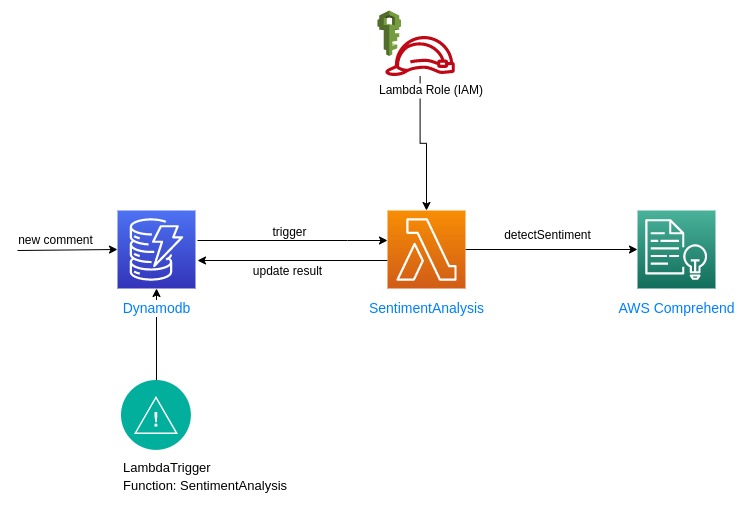 Lambda Role (IAM)
new comment
trigger
detectSentiment
update result
Dynamodb
SentimentAnalysis
AWS Comprehend
!
LambdaTrigger
Function: SentimentAnalysis